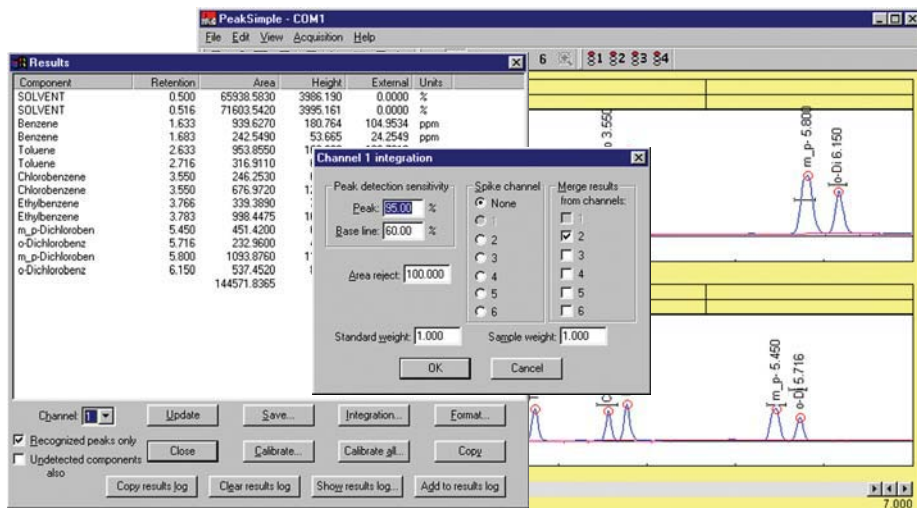 PeakSimple - COM1
File Edit View Acquisition Help
6 1 2 3 4
Results
Component Retention Area Height External Units
SOLVENT 0.500 65938.5830 3986.190 0.0000 %
SOLVENT 0.516 71603.5420 3995.161 0.0000 %
Benzene 1.633 939.6270 180.764 104.9534 ppm
Benzene 1.683 242.5490 53.665 24.2549 ppm
Toluene 2.633 953.8550
Toluene 2.716 316.9110
Chlorobenzene 3.550 246.2530
Chlorobenzene 3.550 676.9720
Ethylbenzene 3.766 339.3890
Ethylbenzene 3.783 998.4475
m_p-Dichloroben 5.450 451.4200
o-Dichlorobenz 5.716 232.9600
m_p-Dichloroben 5.800 1093.8760
o-Dichlorobenz 6.150 537.4520
144571.8365
Channel: 1
Update
Save...
Integration...
Format...
Recognized peaks only
Undetected components also
Close
Calibrate...
Calibrate all...
Copy
Copy results log
Clear results log
Show results log...
Add to results log
Channel 1 integration
Peak detection sensitivity
Peak: 95.00 %
Base line: 60.00 %
Area reject: 100.000
Spike channel
None
1
2
3
4
5
6
Merge results
from channels:
1
2
3
4
5
6
Standard weight: 1.000
Sample weight: 1.000
OK
Cancel
3.550
m_p- 5.800
o-Di 6.150
m_p- 5.450
o-Di 5.716
7.000